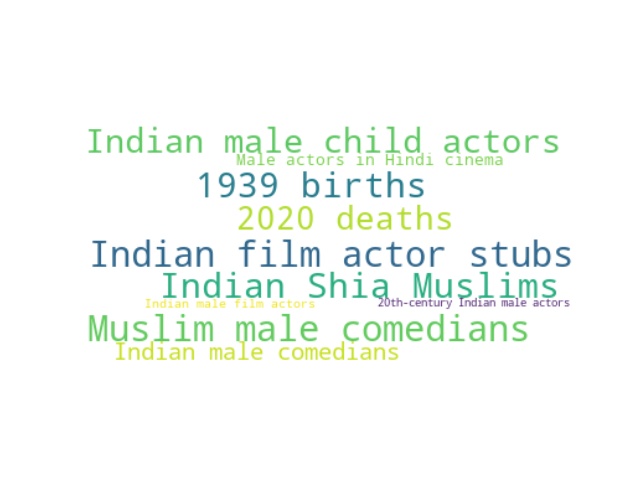 Indian male child actors
Male actors in Hindi cinema
1939 births
2020 deaths
Indian film actor stubs
Indian Shia Muslims
Indian male film actors
20th-century Indian male actors
Muslim male comedians
Indian male comedians